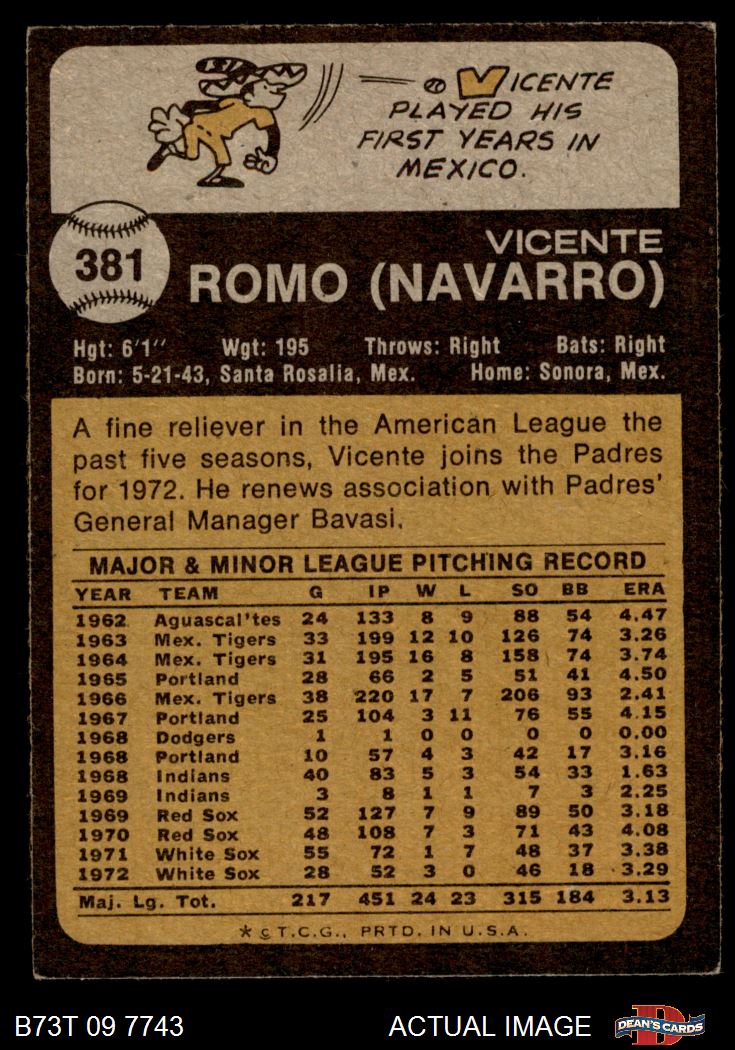 VICENTE
PLAYED HIS
FIRST YEARS IN
MEXICO.
381
VICENTE
ROMO (NAVARRO)
Hgt: 6'1" Wgt: 195 Throws: Right Bats: Right
Born: 5-21-43, Santa Rosalia, Mex. Home: Sonora, Mex.
A fine reliever in the American League the
past five seasons, Vicente joins the Padres
for 1972. He renews association with Padres'
General Manager Bavasi.
MAJOR & MINOR LEAGUE PITCHING RECORD
YEAR TEAM G IP W L SO BB ERA
1962 Aguascal'tes 24 133 8 9 88 54 4.47
1963 Mex. Tigers 33 199 12 10 126 74 3.26
1964 Mex. Tigers 31 195 16 8 158 74 3.74
1965 Portland 28 66 2 5 51 41 4.50
1966 Mex. Tigers 38 220 17 7 206 93 2.41
1967 Portland 25 104 3 11 76 55 4.15
1968 Dodgers 1 1 0 0 0 0 0.00
1968 Portland 10 57 4 3 42 17 3.16
1968 Indians 40 83 5 3 54 33 1.63
1969 Indians 3 8 1 1 7 3 2.25
1969 Red Sox 52 127 7 9 89 50 3.18
1970 Red Sox 48 108 7 3 71 43 4.08
1971 White Sox 55 72 1 7 48 37 3.38
1972 White Sox 28 52 3 0 46 18 3.29
Maj. Lg. Tot. 217 451 24 23 315 184 3.13
* © T.C.G., PRTD. IN U.S.A.
B73T 09 7743 ACTUAL IMAGE DEAN'S CARDS